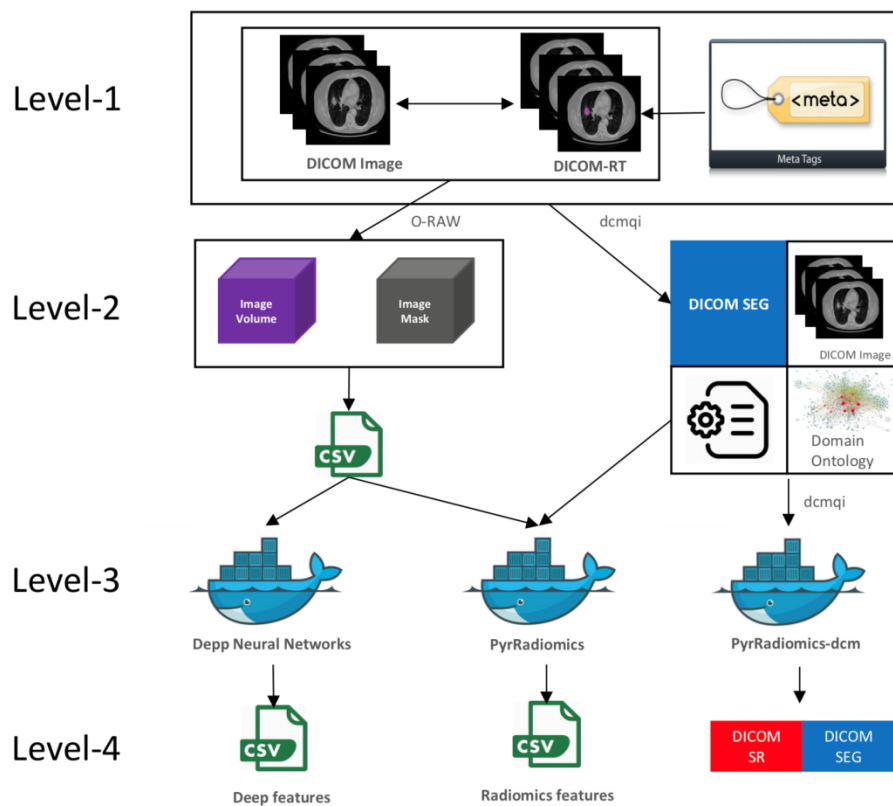 Level-1
<meta>
DICOM Image
DICOM-RT
Meta Tags
O-RAW
dcmqi
Level-2
Image
Volume
Image
Mask
DICOM SEG
DICOM Image
CSV
Domain
Ontology
dcmqi
Level-3
Depp Neural Networks
PyrRadiomics
PyrRadiomics-dcm
Level-4
CSV
CSV
DICOM
SR
DICOM
SEG
Deep features
Radiomics features